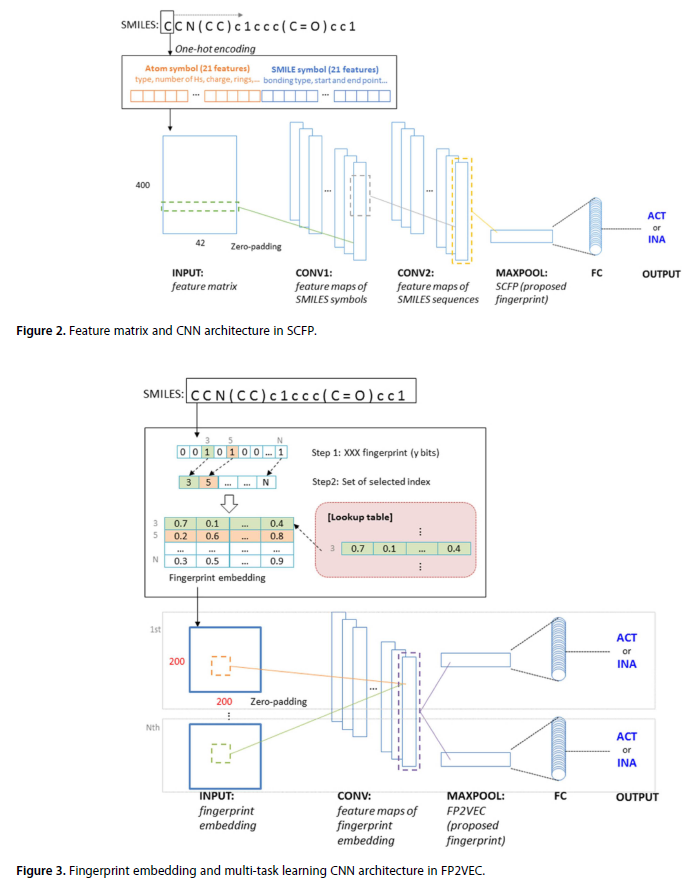 SMILES: C C N ( C C ) c 1 c c c ( C = O ) c c 1
One-hot encoding
Atom symbol (21 features) SMILE symbol (21 features)
type, number of Hs, charge, rings,... bonding type, start and end point...
... ...
... ...
400
ACT
or
INA
42
Zero-padding
INPUT: CONV1: CONV2: MAXPOOL: FC OUTPUT
feature matrix feature maps of feature maps of SCFP (proposed
SMILES symbols SMILES sequences fingerprint)
Figure 2. Feature matrix and CNN architecture in SCFP.
SMILES: C C N ( C C ) c 1 c c c ( C = O ) c c 1
3 5 N
0 0 1 0 1 0 0 ... 1 Step 1: XXX fingerprint (y bits)
3 5 ... ... N Step2: Set of selected index
[Lookup table]
3 0.7 0.1 ... 0.4
5 0.2 0.6 ... 0.8
... ... ... ...
N 0.3 0.5 ... 0.9
3 0.7 0.1 ... 0.4
Fingerprint embedding
1st
ACT
or
INA
200
...
200 Zero-padding
Nth
ACT
or
INA
INPUT: CONV: MAXPOOL: FC OUTPUT
fingerprint feature maps of FP2VEC
embedding fingerprint (proposed
embedding fingerprint)
Figure 3. Fingerprint embedding and multi-task learning CNN architecture in FP2VEC.